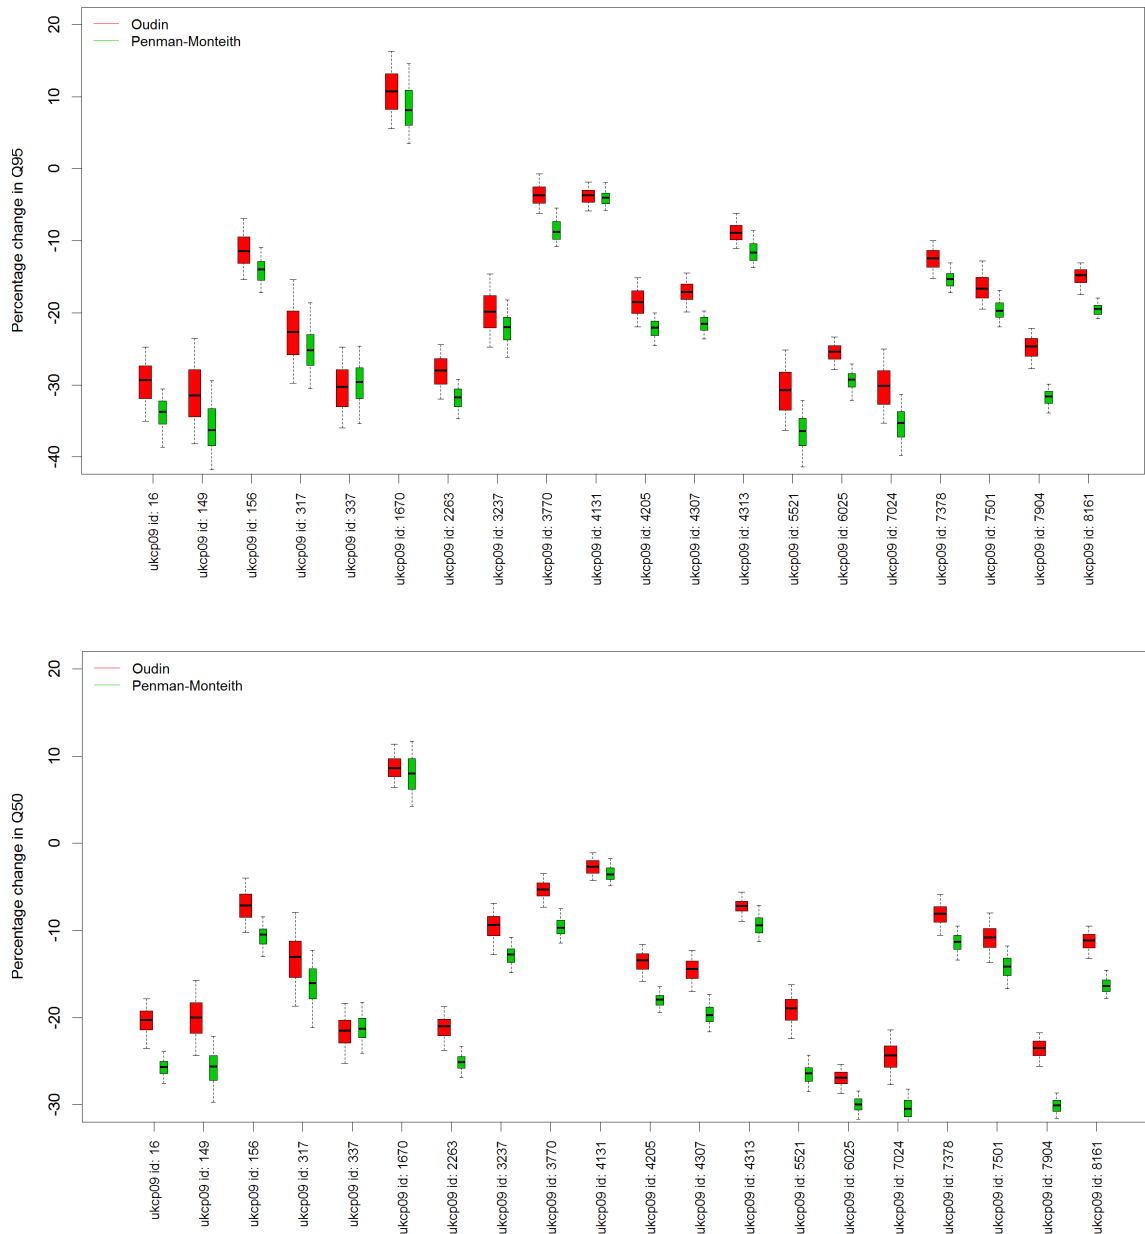 Oudin
Penman-Monteith
Percentage change in Q95
20
10
0
-10
-20
-30
-40
ukcp09 id: 16
ukcp09 id: 149
ukcp09 id: 156
ukcp09 id: 317
ukcp09 id: 337
ukcp09 id: 1670
ukcp09 id: 2263
ukcp09 id: 3237
ukcp09 id: 3770
ukcp09 id: 4131
ukcp09 id: 4205
ukcp09 id: 4307
ukcp09 id: 4313
ukcp09 id: 5521
ukcp09 id: 6025
ukcp09 id: 7024
ukcp09 id: 7378
ukcp09 id: 7501
ukcp09 id: 7904
ukcp09 id: 8161
Oudin
Penman-Monteith
Percentage change in Q50
20
10
0
-10
-20
-30
ukcp09 id: 16
ukcp09 id: 149
ukcp09 id: 156
ukcp09 id: 317
ukcp09 id: 337
ukcp09 id: 1670
ukcp09 id: 2263
ukcp09 id: 3237
ukcp09 id: 3770
ukcp09 id: 4131
ukcp09 id: 4205
ukcp09 id: 4307
ukcp09 id: 4313
ukcp09 id: 5521
ukcp09 id: 6025
ukcp09 id: 7024
ukcp09 id: 7378
ukcp09 id: 7501
ukcp09 id: 7904
ukcp09 id: 8161